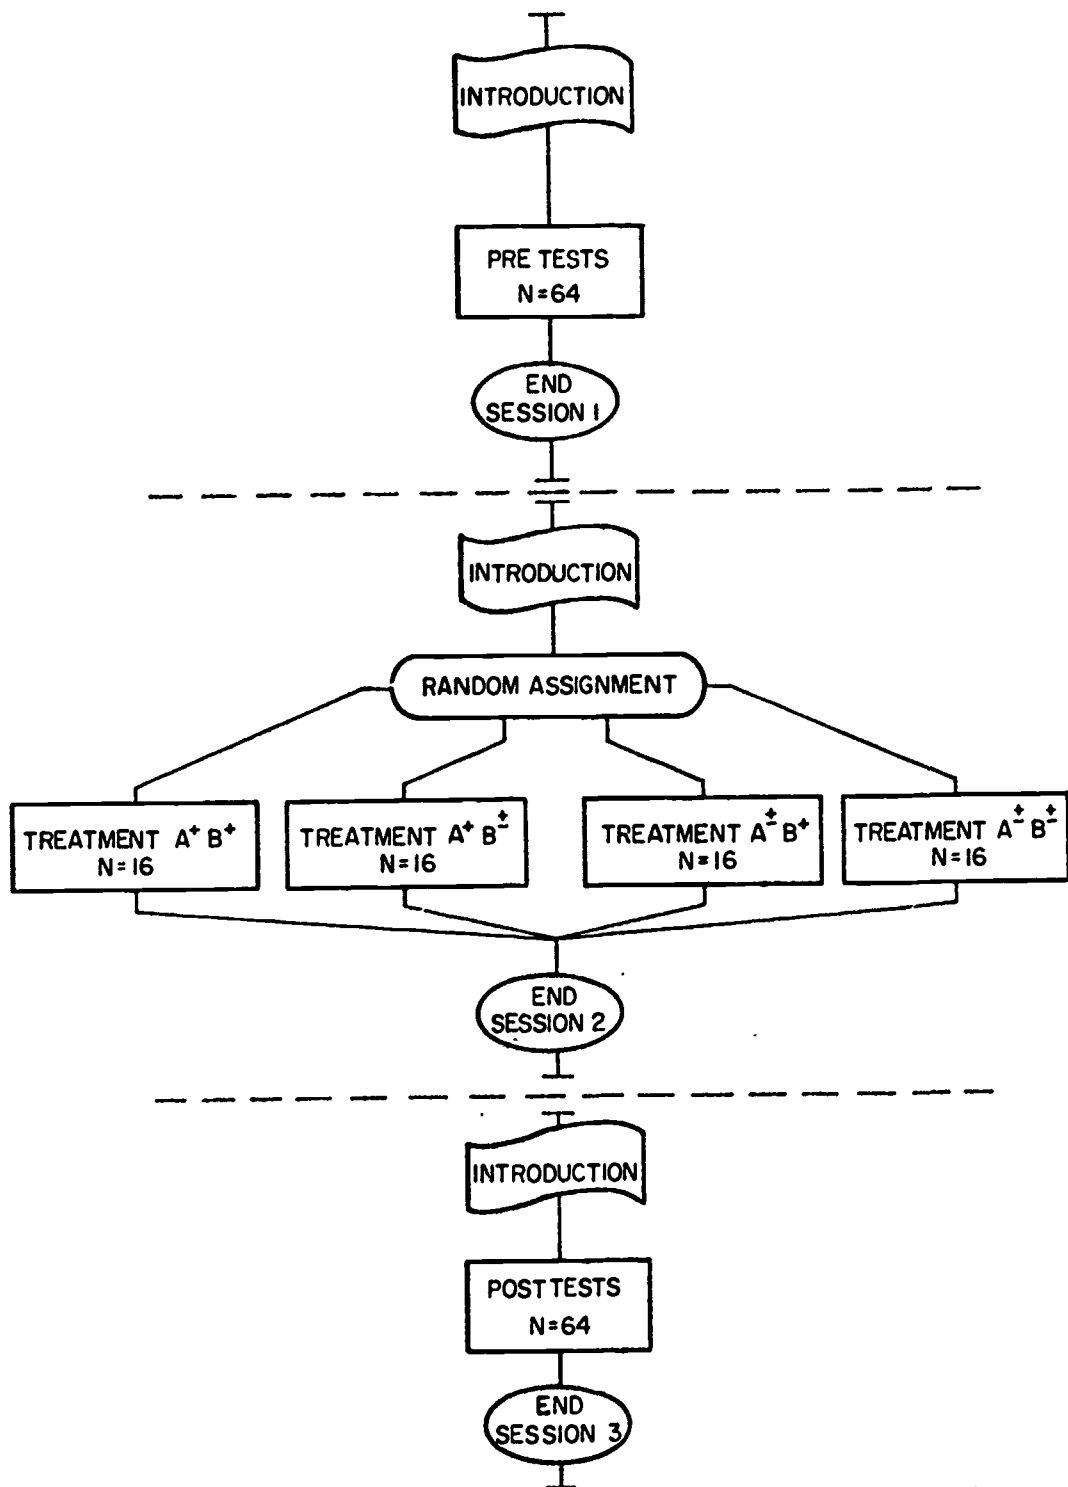 INTRODUCTION
PRE TESTS
N=64
END
SESSION 1
INTRODUCTION
RANDOM ASSIGNMENT
TREATMENT A⁺ B⁺
N=16
TREATMENT A⁺ B±
N=16
TREATMENT A± B⁺
N=16
TREATMENT A± B±
N=16
END
SESSION 2
INTRODUCTION
POST TESTS
N=64
END
SESSION 3